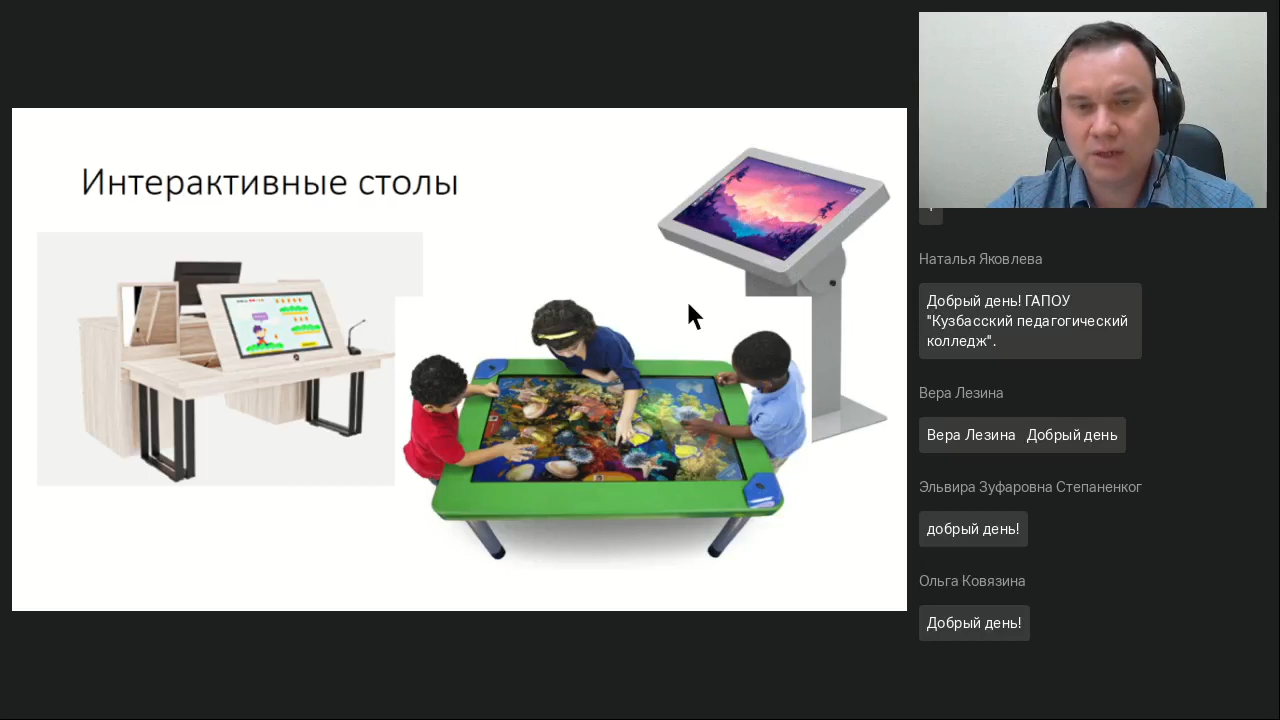 Интерактивные столы
Наталья Яковлева
Добрый день! ГАПОУ
"Кузбасский педагогический
колледж".
Вера Лезина
Вера Лезина Добрый день
Эльвира Зуфаровна Степаненког
добрый день!
Ольга Ковязина
Добрый день!